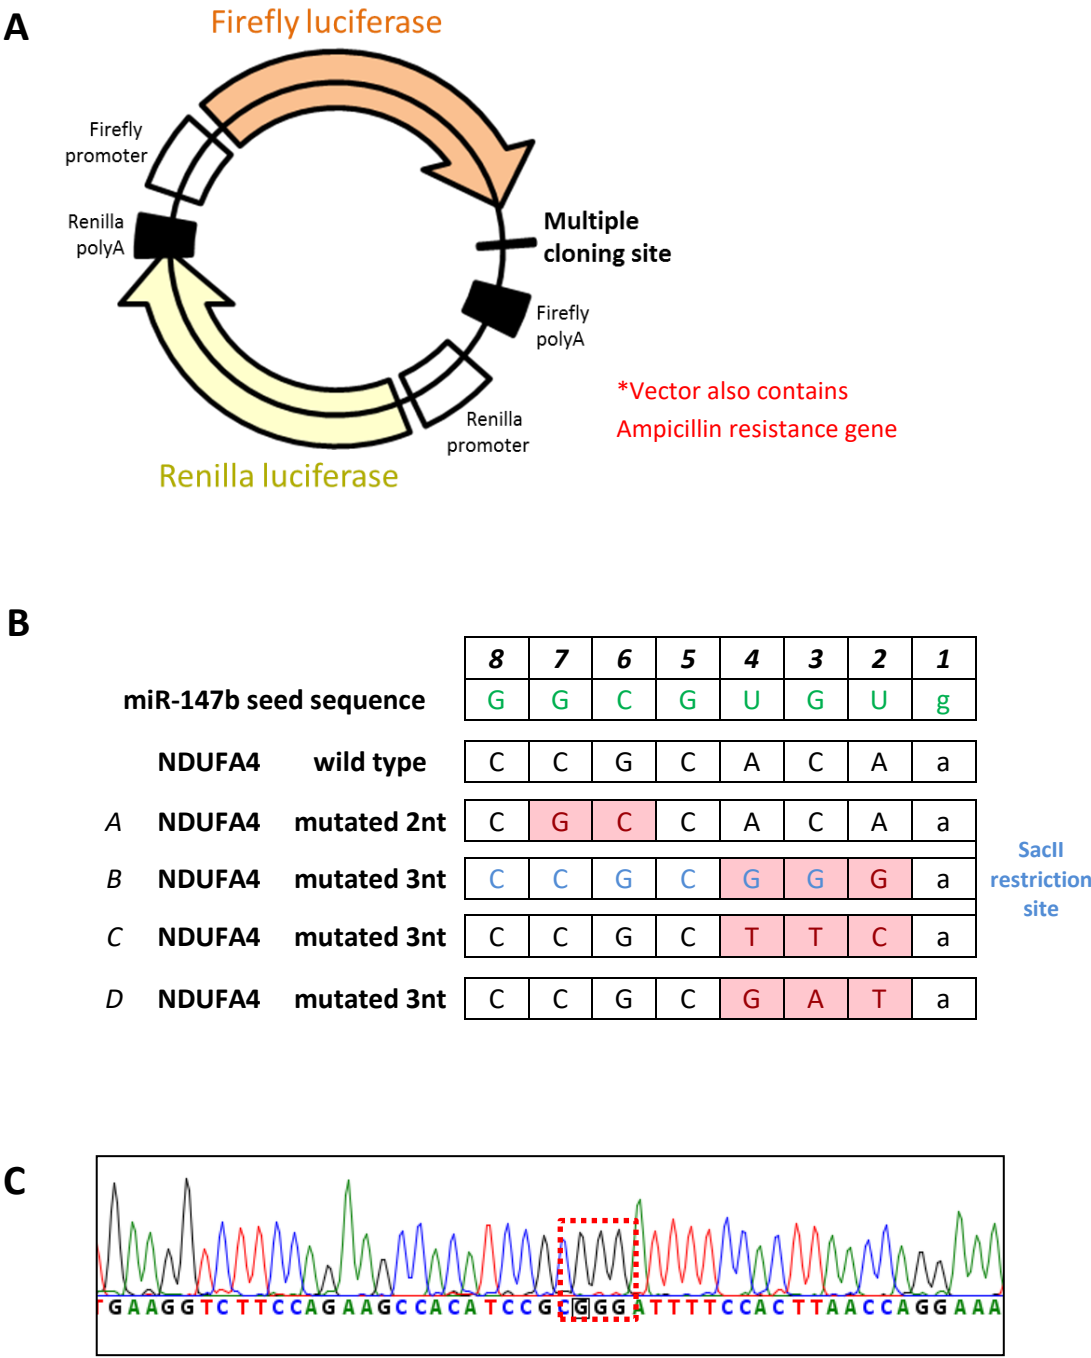 A
Firefly luciferase
Firefly
promoter
Renilla
polyA
Multiple
cloning site
Firefly
polyA
*Vector also contains
Ampicillin resistance gene
Renilla
promoter
Renilla luciferase
B
8 7 6 5 4 3 2 1
miR-147b seed sequence G G C G U G U g
NDUFA4 wild type C C G C A C A a
A NDUFA4 mutated 2nt C G C C A C A a
B NDUFA4 mutated 3nt C C G C G G G a
C NDUFA4 mutated 3nt C C G C T T C a
D NDUFA4 mutated 3nt C C G C G A T a
SacII
restriction
site
C
TGAAGGTCTTCCAGAAGCCACATCCGCGGGATTTTCCACTTAACCAGGAAA